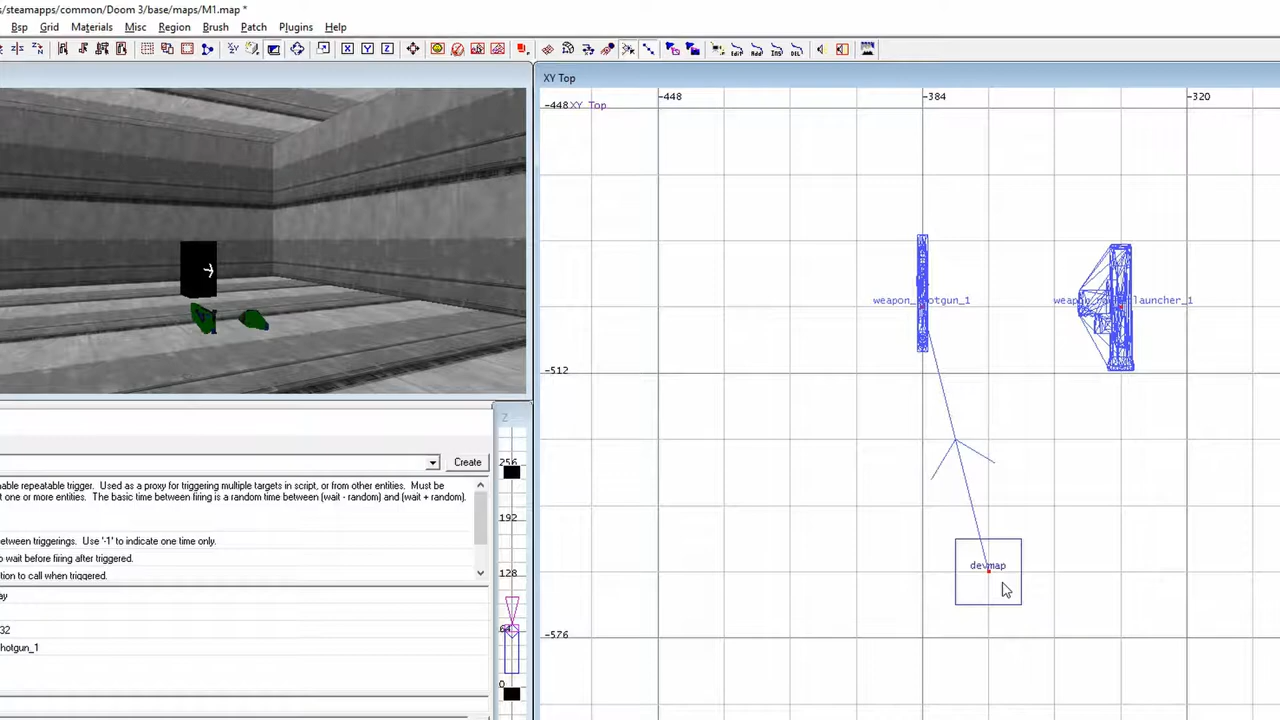 s/steamapps/common/Doom 3/base/maps/M1.map *
Bsp Grid Materials Misc Region Brush Patch Plugins Help
XY Top
-448 XY Top
-448
-384
-320
weapon_shotgun_1
launcher_1
-512
devmap
-576
Z
Create
256
192
128
64
0
nable repeatable trigger. Used as a proxy for triggering multiple targets in script, or from other entities. Must be
t one or more entities. The basic time between firing is a random time between (wait - random) and (wait + random).
etween triggerings. Use '-1' to indicate one time only.
o wait before firing after triggered.
tion to call when triggered.
ay
32
hotgun_1